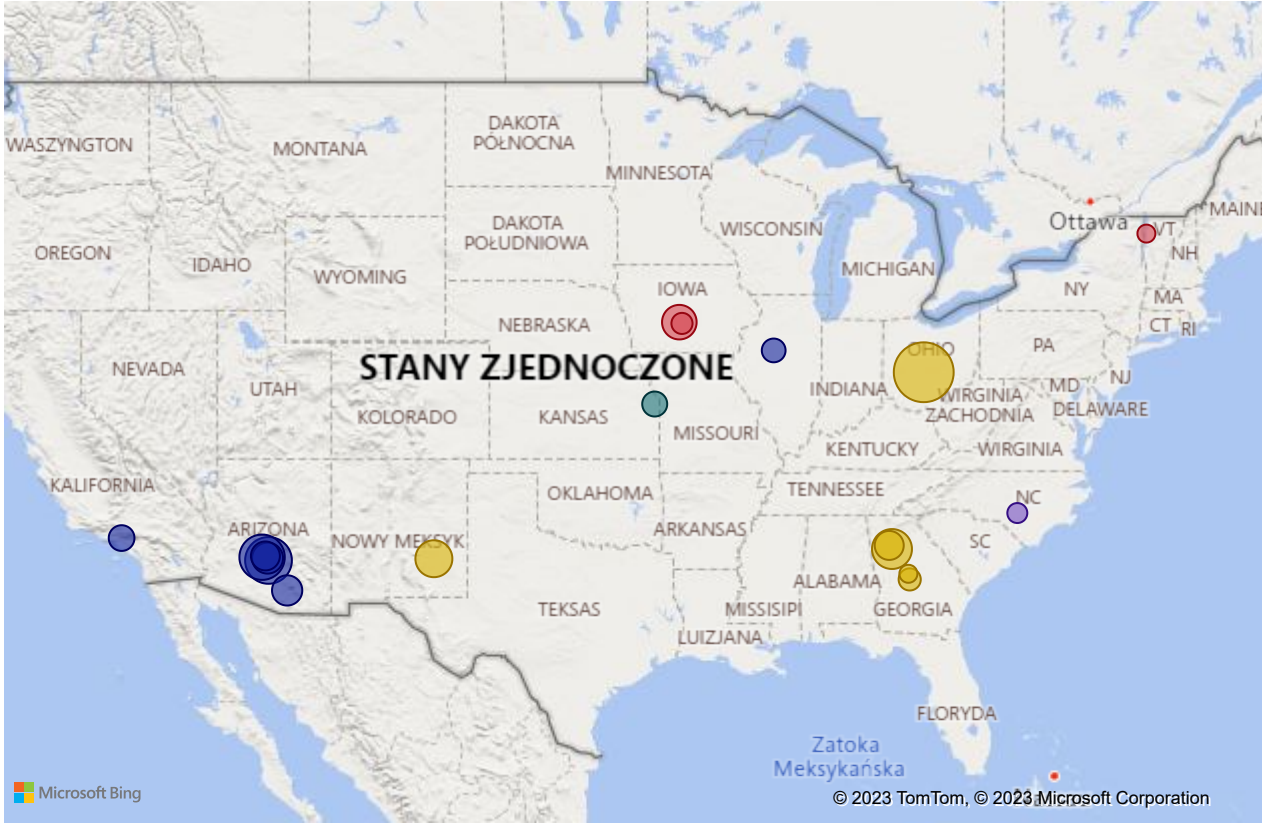 WASZYNGTON
MONTANA
DAKOTA
PÓŁNOCNA
MINNESOTA
Ottawa
MAINE
VT
OREGON
IDAHO
WYOMING
DAKOTA
POŁUDNIOWA
WISCONSIN
MICHIGAN
NH
NY
MA
CT
RI
IOWA
NEBRASKA
STANY ZJEDNOCZONE
NEVADA
UTAH
KOLORADO
KANSAS
MISSOURI
INDIANA
OHIO
PA
NJ
MD
DELAWARE
WIRGINIA
ZACHODNIA
KENTUCKY
WIRGINIA
KALIFORNIA
ARIZONA
NOWY MEKSYK
OKLAHOMA
ARKANSAS
TENNESSEE
NC
SC
TEKSAS
LUIZJANA
MISSISIPI
ALABAMA
GEORGIA
FLORYDA
Zatoka
Meksykańska
Microsoft Bing
© 2023 TomTom, © 2023 Microsoft Corporation